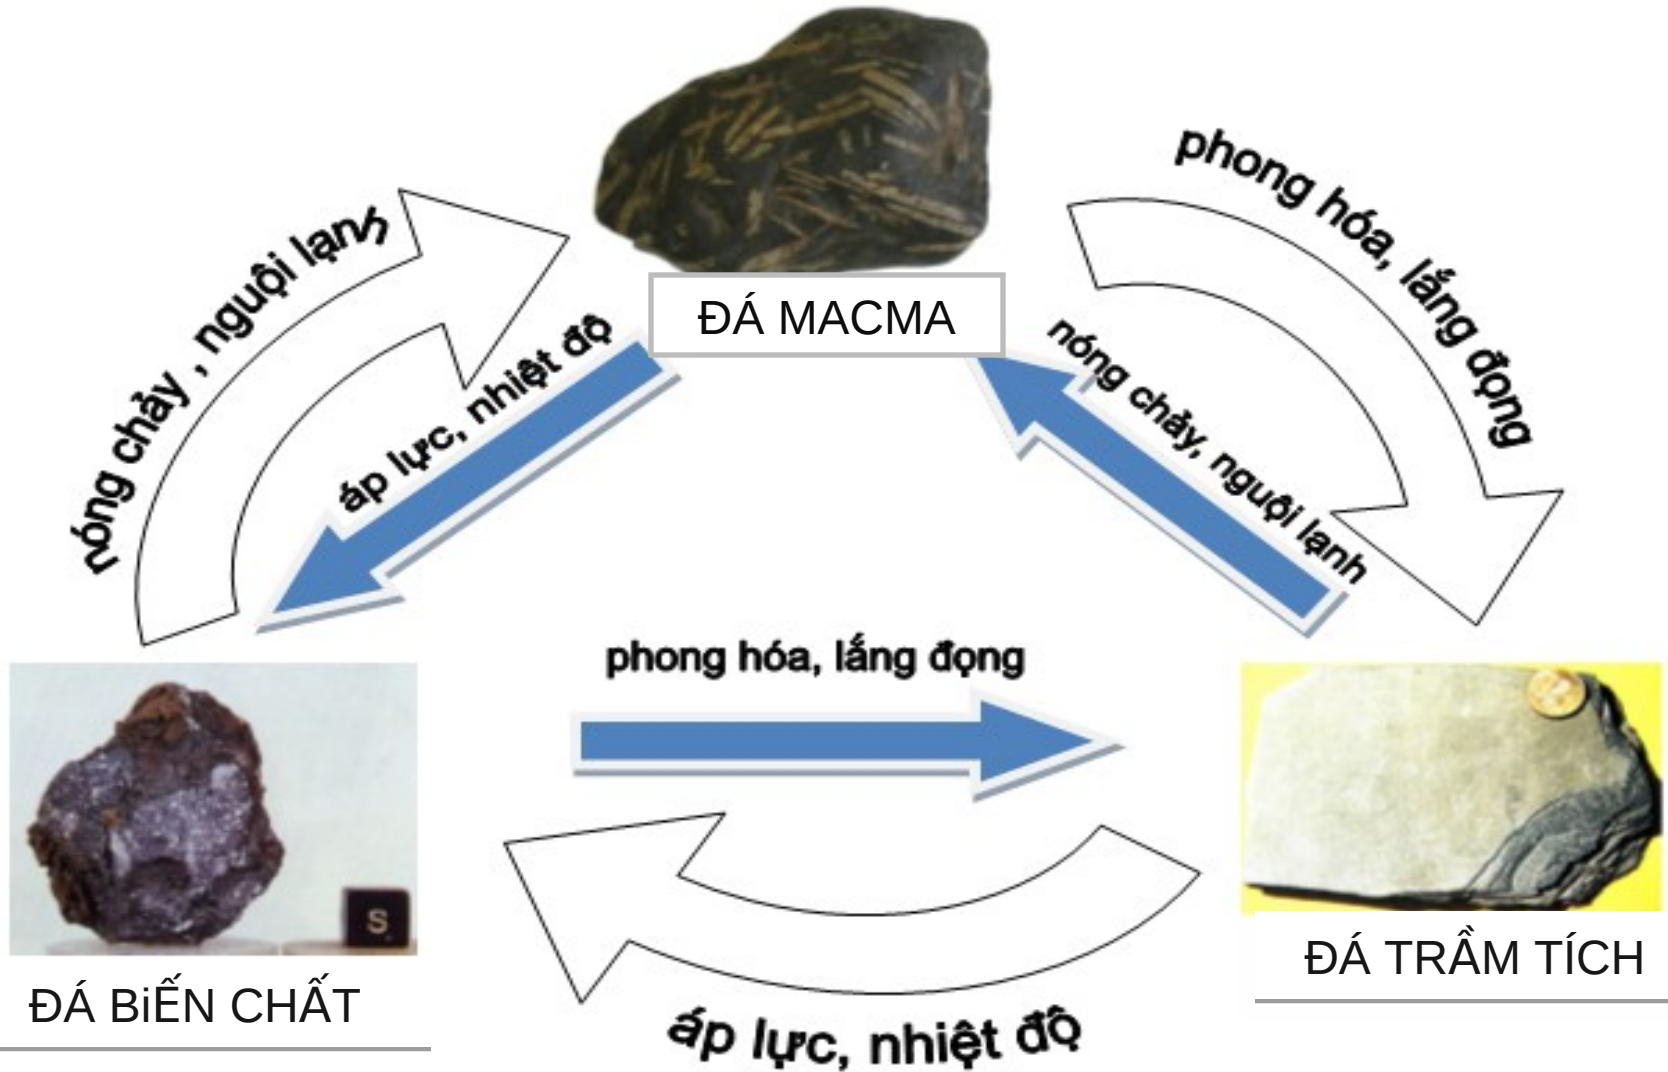 phong hóa, lắng đọng
nóng chảy , nguội lạnh
ĐÁ MACMA
áp lực, nhiệt độ
nóng chảy, nguội lạnh
phong hóa, lắng đọng
S
ĐÁ TRẦM TÍCH
ĐÁ BiẾN CHẤT
áp lực, nhiệt độ